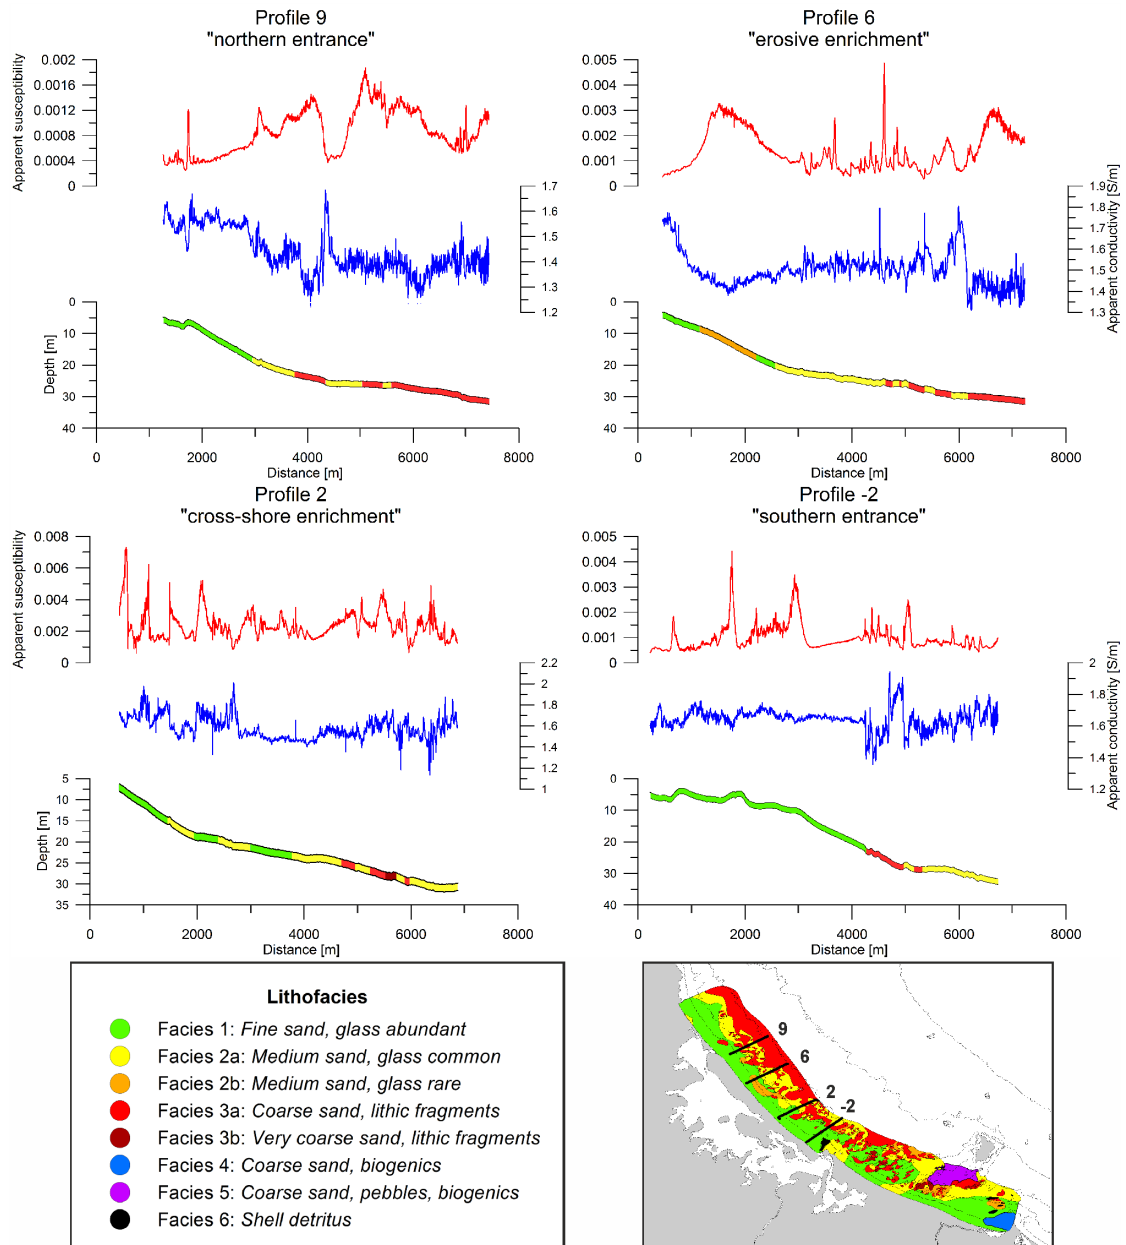 Profile 9
"northern entrance"
Apparent susceptibility
0.002
0.0016
0.0012
0.0008
0.0004
0
1.7
1.6
1.5
1.4
1.3
1.2
Depth [m]
0
10
20
30
40
0 2000 4000 6000 8000
Distance [m]
Profile 6
"erosive enrichment"
0.005
0.003
0.002
0.001
0
Apparent conductivity [S/m]
1.9
1.8
1.7
1.6
1.5
1.4
1.3
0
10
20
30
40
0 2000 4000 6000 8000
Distance [m]
Profile 2
"cross-shore enrichment"
Apparent susceptibility
0.008
0.006
0.004
0.002
0
2.2
2
1.8
1.6
1.4
1.2
1
Depth [m]
5
10
15
20
25
30
35
0 2000 4000 6000 8000
Distance [m]
Profile -2
"southern entrance"
0.005
0.004
0.003
0.002
0.001
0
Apparent conductivity [S/m]
2
1.8
1.6
1.4
1.2
0
10
20
30
40
0 2000 4000 6000 8000
Distance [m]
Lithofacies
Facies 1: Fine sand, glass abundant
Facies 2a: Medium sand, glass common
Facies 2b: Medium sand, glass rare
Facies 3a: Coarse sand, lithic fragments
Facies 3b: Very coarse sand, lithic fragments
Facies 4: Coarse sand, biogenics
Facies 5: Coarse sand, pebbles, biogenics
Facies 6: Shell detritus
9
6
2
-2